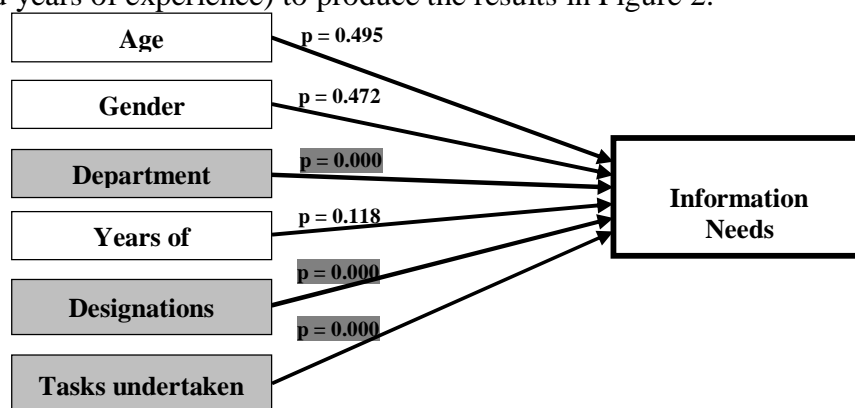 years of experience) to produce the results in Figure 2.
Age
p = 0.495
Gender
p = 0.472
Department
p = 0.000
Years of
p = 0.118
Designations
p = 0.000
Tasks undertaken
p = 0.000
Information
Needs